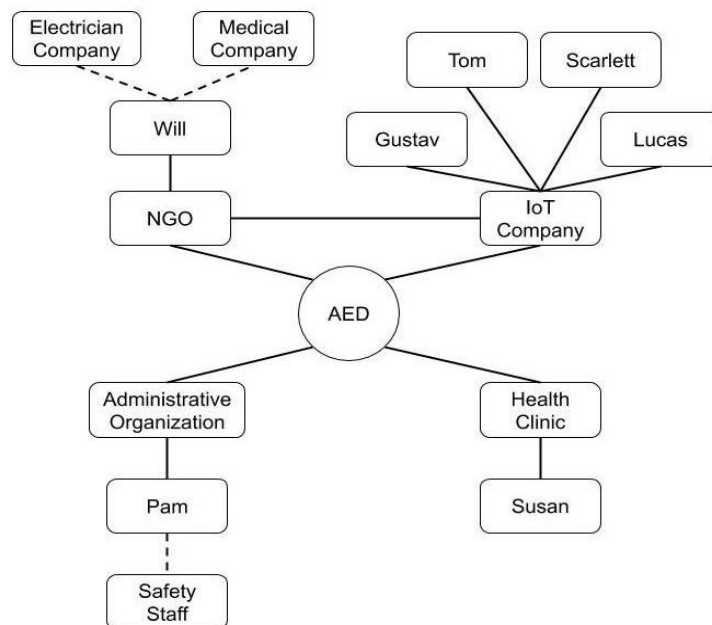 Electrician
Company
Medical
Company
Tom
Scarlett
Will
Gustav
Lucas
NGO
IoT
Company
AED
Administrative
Organization
Health
Clinic
Pam
Susan
Safety
Staff